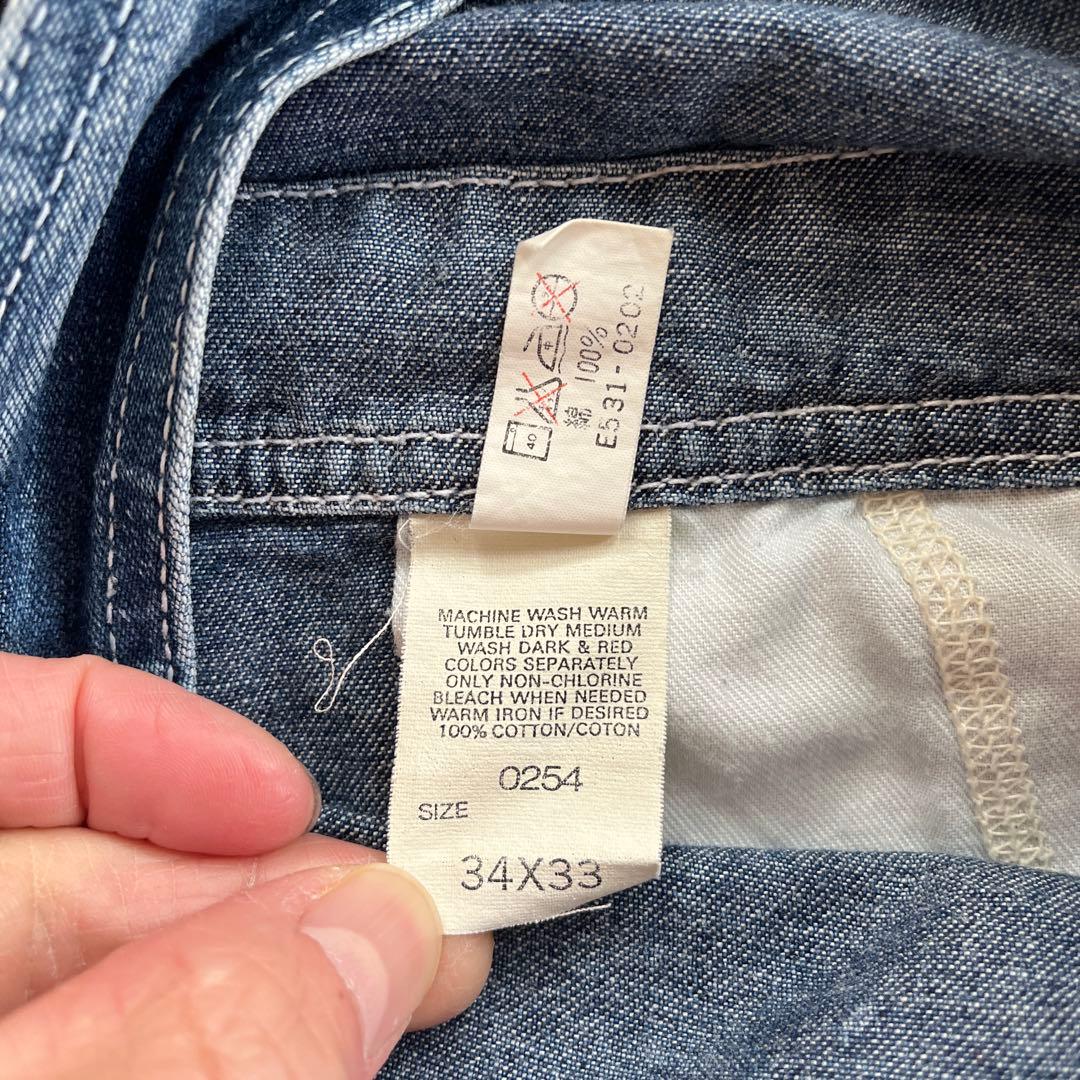 40
綿 100%
E531-0202
MACHINE WASH WARM
TUMBLE DRY MEDIUM
WASH DARK & RED
COLORS SEPARATELY
ONLY NON-CHLORINE
BLEACH WHEN NEEDED
WARM IRON IF DESIRED
100% COTTON/COTON
0254
SIZE
34X33